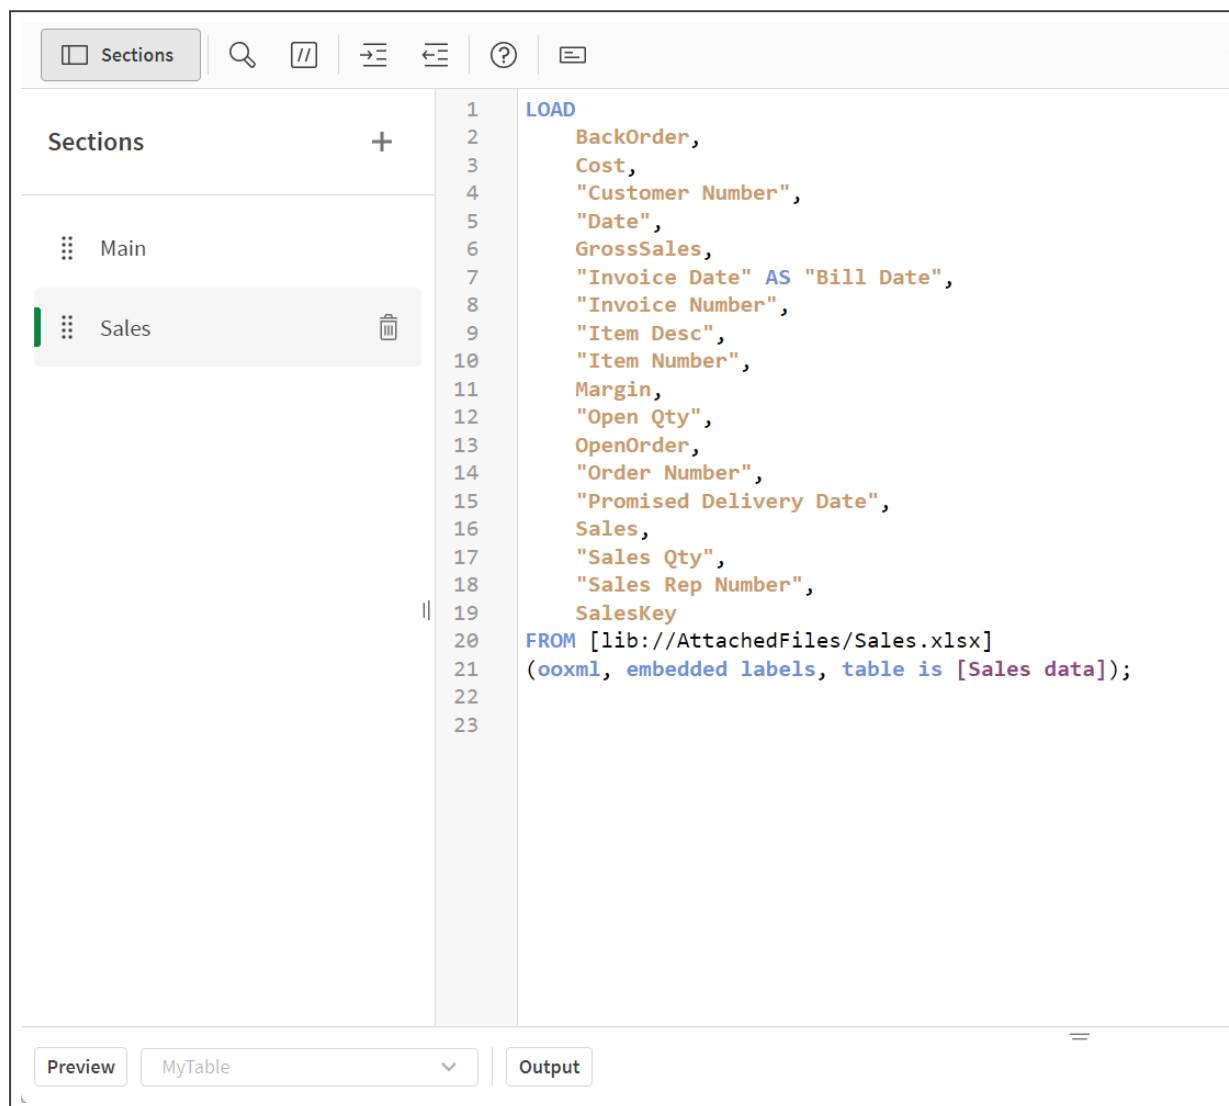 Sections
//
?
Sections
+
Main
Sales
1 LOAD
2 BackOrder,
3 Cost,
4 "Customer Number",
5 "Date",
6 GrossSales,
7 "Invoice Date" AS "Bill Date",
8 "Invoice Number",
9 "Item Desc",
10 "Item Number",
11 Margin,
12 "Open Qty",
13 OpenOrder,
14 "Order Number",
15 "Promised Delivery Date",
16 Sales,
17 "Sales Qty",
18 "Sales Rep Number",
19 SalesKey
20 FROM [lib://AttachedFiles/Sales.xlsx]
21 (ooxml, embedded labels, table is [Sales data]);
22
23
Preview
MyTable
Output